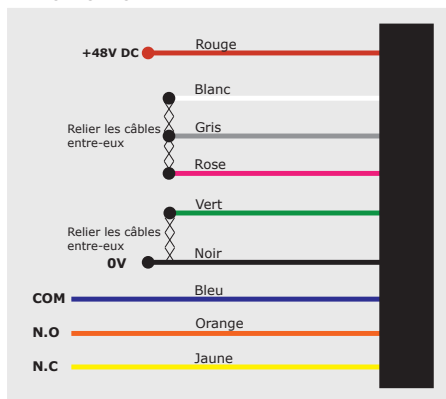 Rouge
+48V DC
Blanc
Relier les câbles
entre-eux
Gris
Rose
Vert
Relier les câbles
entre-eux
0V
Noir
COM
Bleu
N.O
Orange
N.C
Jaune